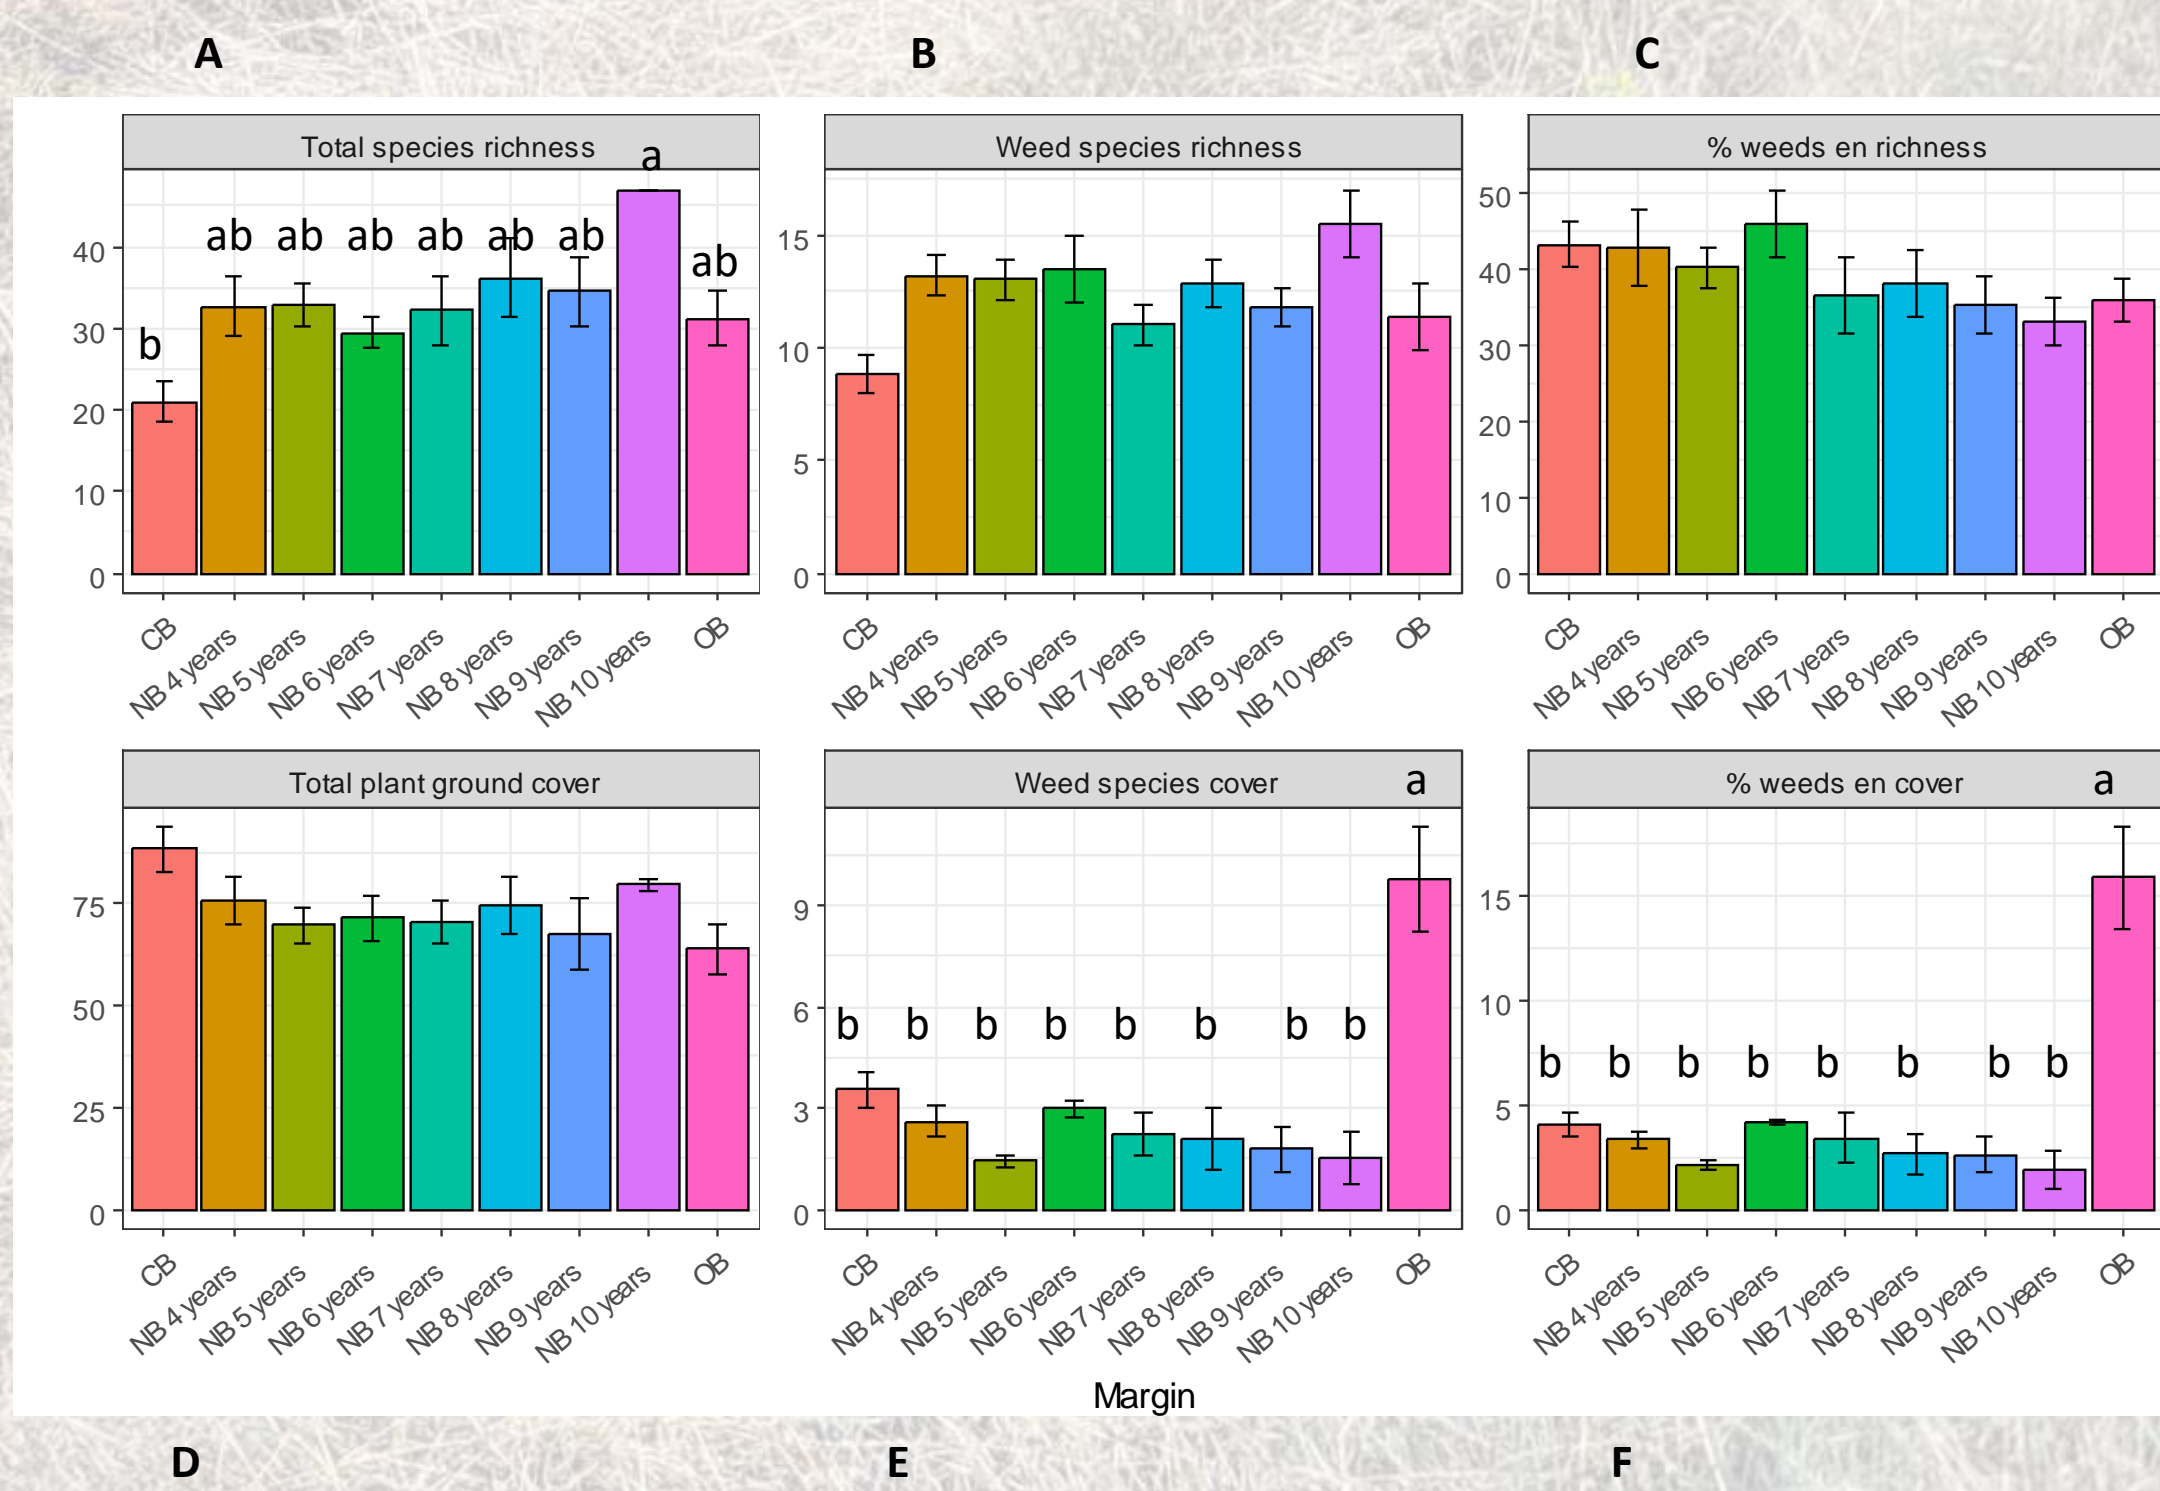 A
B
C
Total species richness
a
ab ab ab ab ab ab
ab
b
40
30
20
10
0
CB
NB 4 years
NB 5 years
NB 6 years
NB 7 years
NB 8 years
NB 9 years
NB 10 years
OB
Weed species richness
15
10
5
0
CB
NB 4 years
NB 5 years
NB 6 years
NB 7 years
NB 8 years
NB 9 years
NB 10 years
OB
% weeds en richness
50
40
30
20
10
0
CB
NB 4 years
NB 5 years
NB 6 years
NB 7 years
NB 8 years
NB 9 years
NB 10 years
OB
Total plant ground cover
75
50
25
0
CB
NB 4 years
NB 5 years
NB 6 years
NB 7 years
NB 8 years
NB 9 years
NB 10 years
OB
Weed species cover
a
9
6
3
0
b b b b b b b b
CB
NB 4 years
NB 5 years
NB 6 years
NB 7 years
NB 8 years
NB 9 years
NB 10 years
OB
% weeds en cover
a
15
10
5
0
b b b b b b b b
CB
NB 4 years
NB 5 years
NB 6 years
NB 7 years
NB 8 years
NB 9 years
NB 10 years
OB
Margin
D
E
F